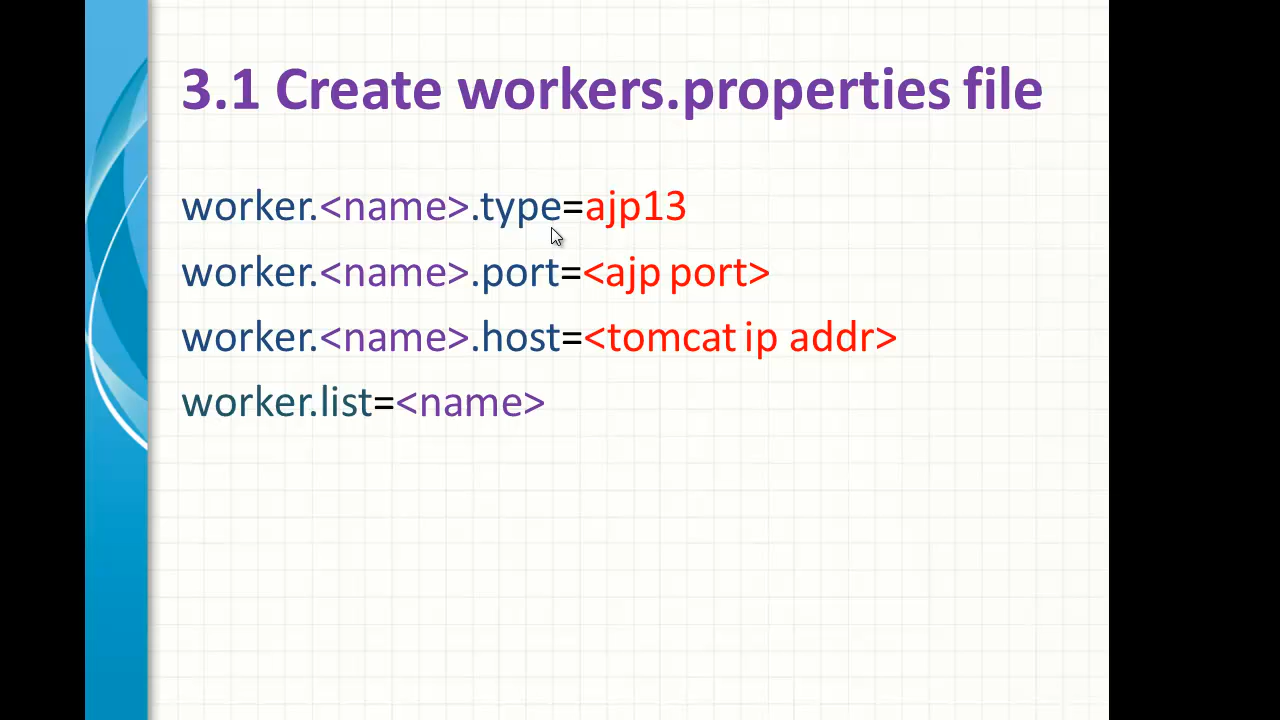 3.1 Create workers.properties file
worker.<name>.type=ajp13
worker.<name>.port=<ajp port>
worker.<name>.host=<tomcat ip addr>
worker.list=<name>